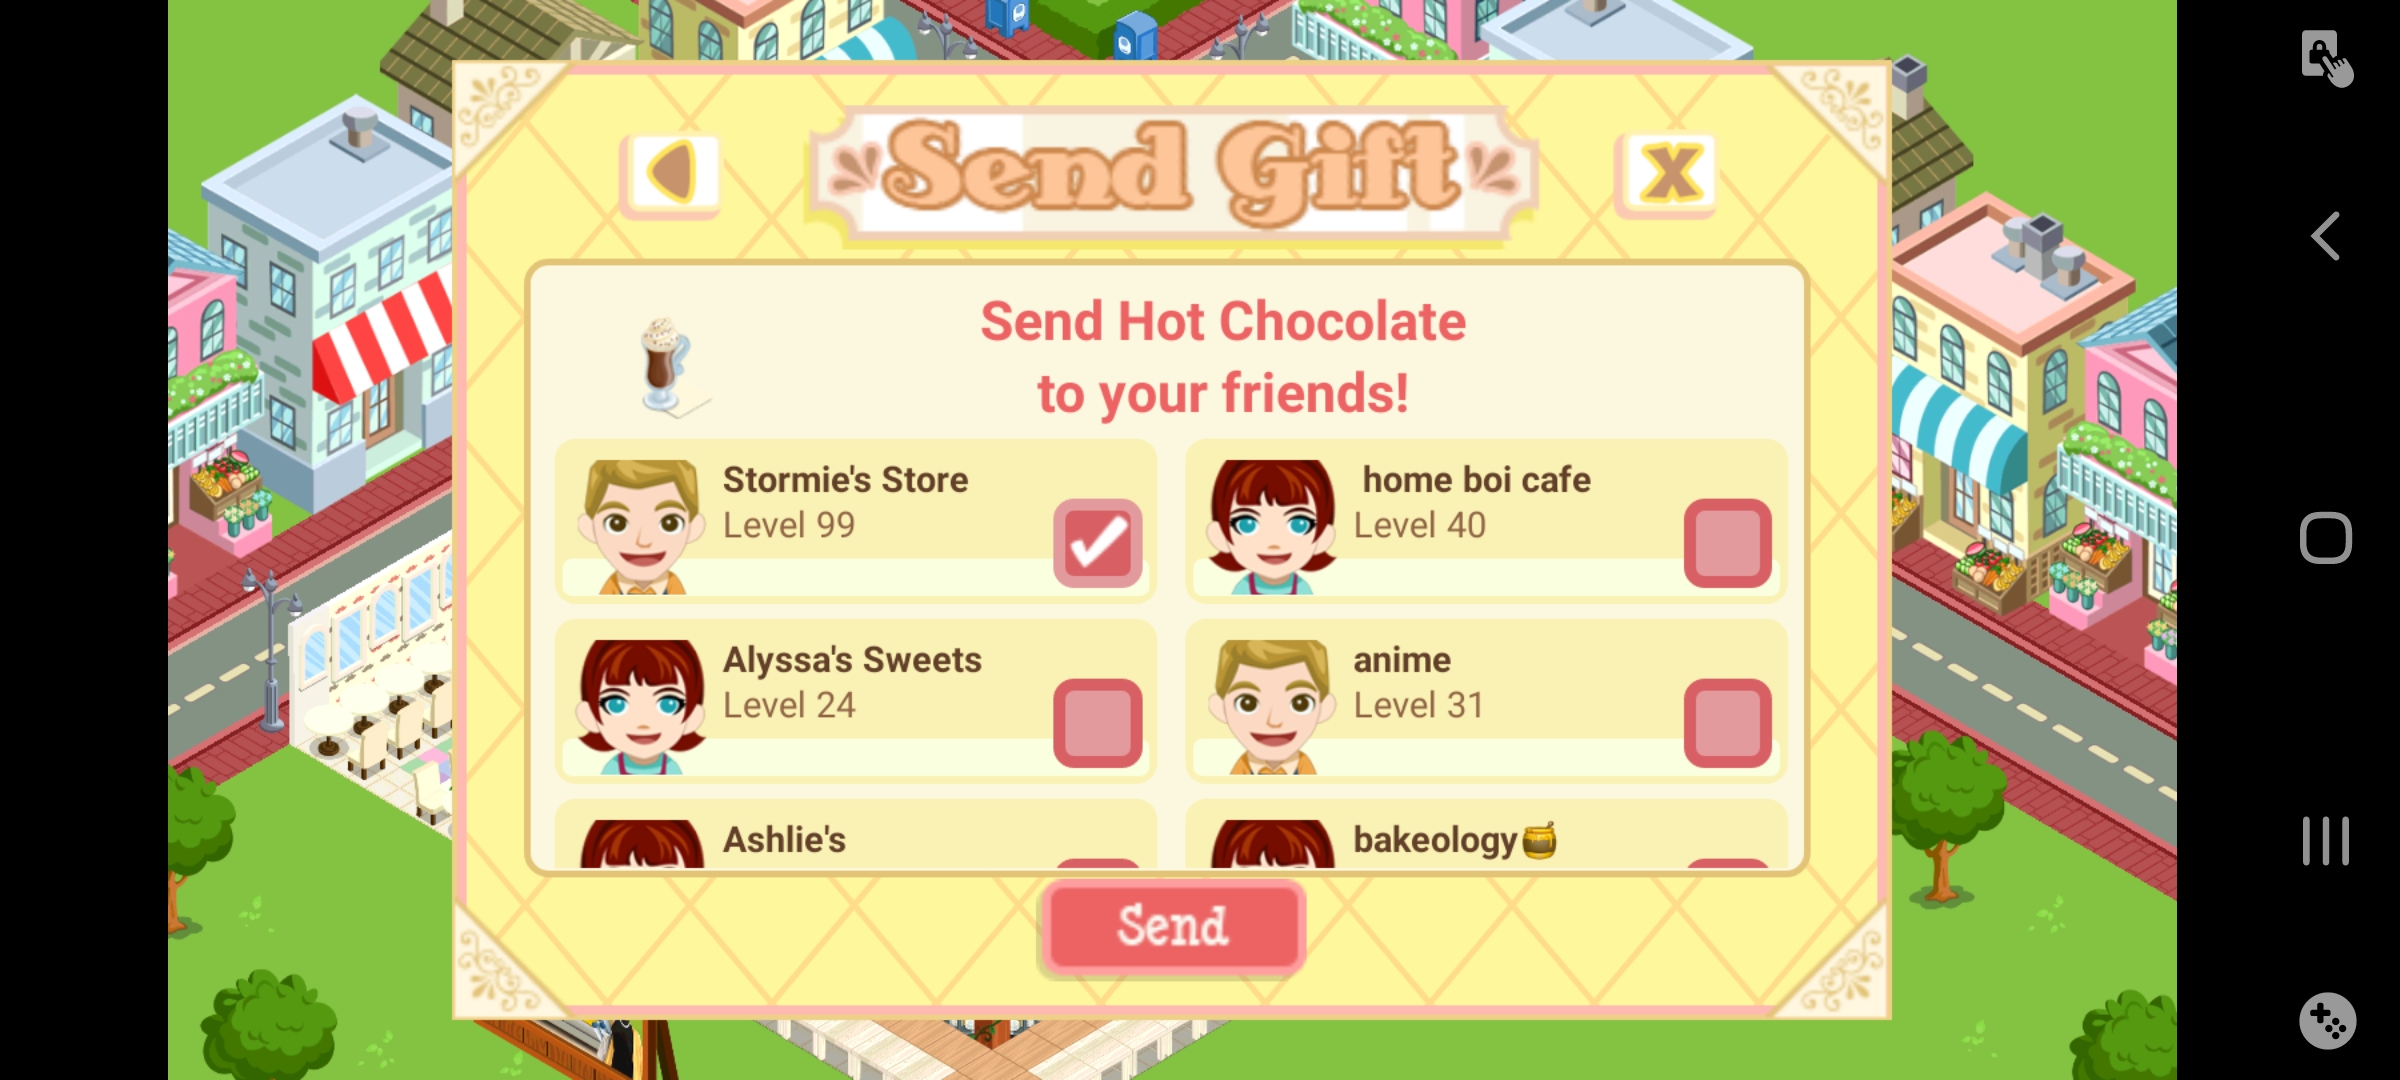 Send Gift
X
Send Hot Chocolate
to your friends!
Stormie's Store
Level 99
home boi cafe
Level 40
Alyssa's Sweets
Level 24
anime
Level 31
Ashlie's
bakeology🍯
Send